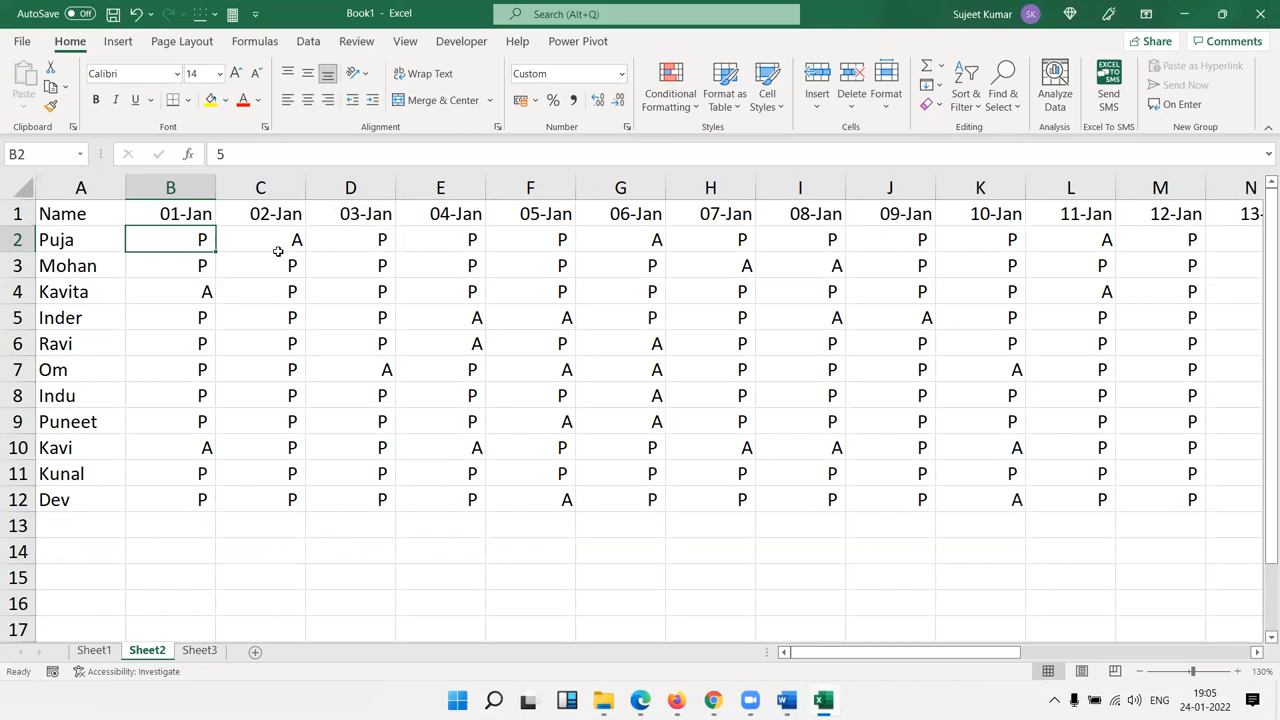 AutoSave Off Book1 - Excel Search (Alt+Q) Sujeet Kumar SK
File Home Insert Page Layout Formulas Data Review View Developer Help Power Pivot Share Comments
Paste Calibri 14 Wrap Text Custom Conditional Formatting Format as Table Cell Styles Insert Delete Format Sort & Filter Find & Select Analyze Data Send SMS Paste as Hyperlink
B I U Merge & Center Send Now
On Enter
Clipboard Font Alignment Number Styles Cells Editing Analysis Excel To SMS New Group
B2 fx 5
A B C D E F G H I J K L M N
1 Name 01-Jan 02-Jan 03-Jan 04-Jan 05-Jan 06-Jan 07-Jan 08-Jan 09-Jan 10-Jan 11-Jan 12-Jan 13-
2 Puja P A P P P A P P P P A P
3 Mohan P P P P P P A A P P P P
4 Kavita A P P P P P P P P P A P
5 Inder P P P A A P P A A P P P
6 Ravi P P P A P A P P P P P P
7 Om P P A P A A P P P A P P
8 Indu P P P P P A P P P P P P
9 Puneet P P P P A A P P P P P P
10 Kavi A P P A P P A A P A P P
11 Kunal P P P P P P P P P P P P
12 Dev P P P P A P P P P A P P
13
14
15
16
17
Sheet1 Sheet2 Sheet3
Ready Accessibility: Investigate 130%
ENG 19:05
24-01-2022